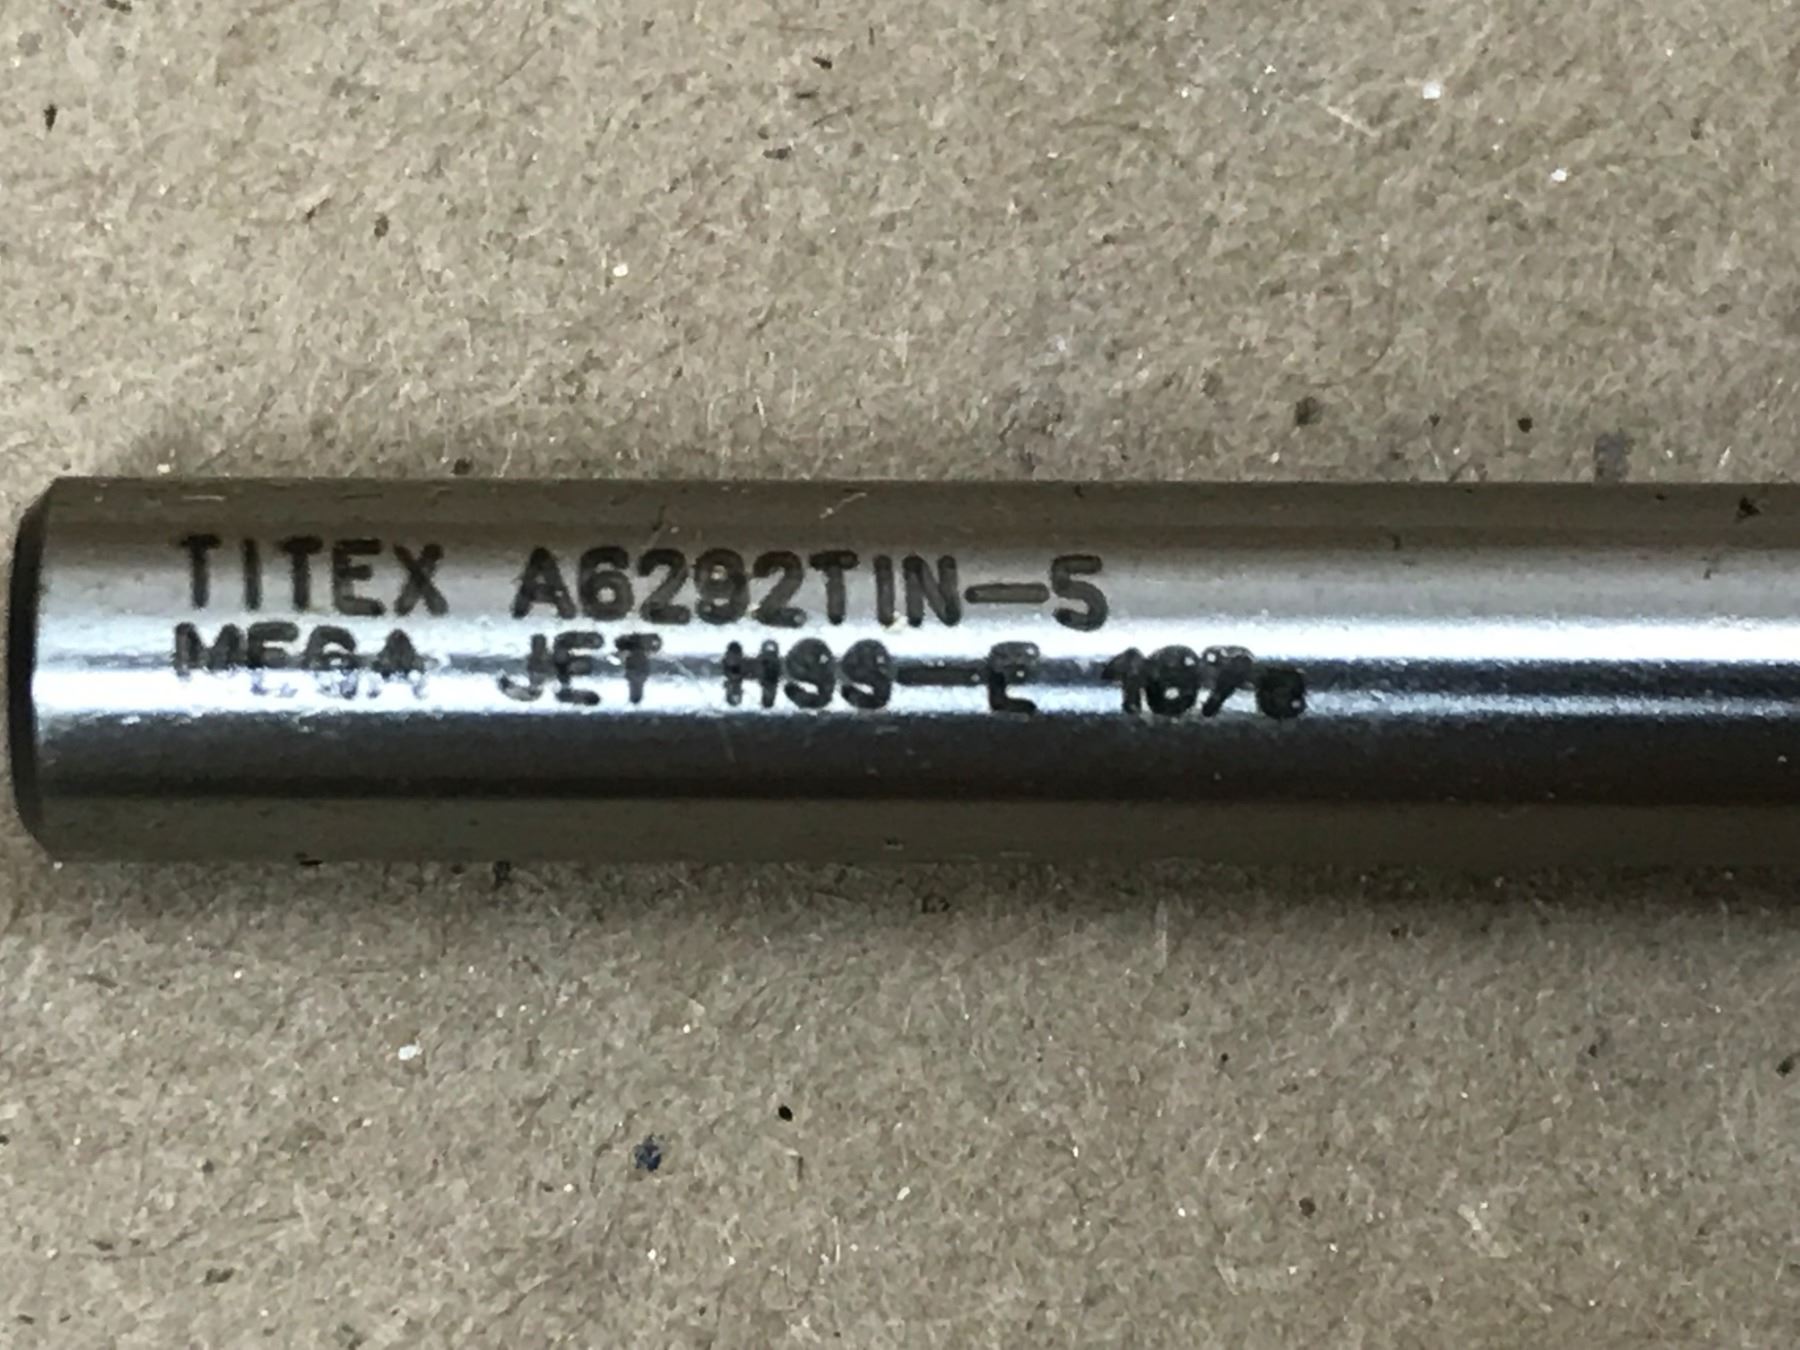 TITEX A6292TIN-5
MEGA JET HSS-E